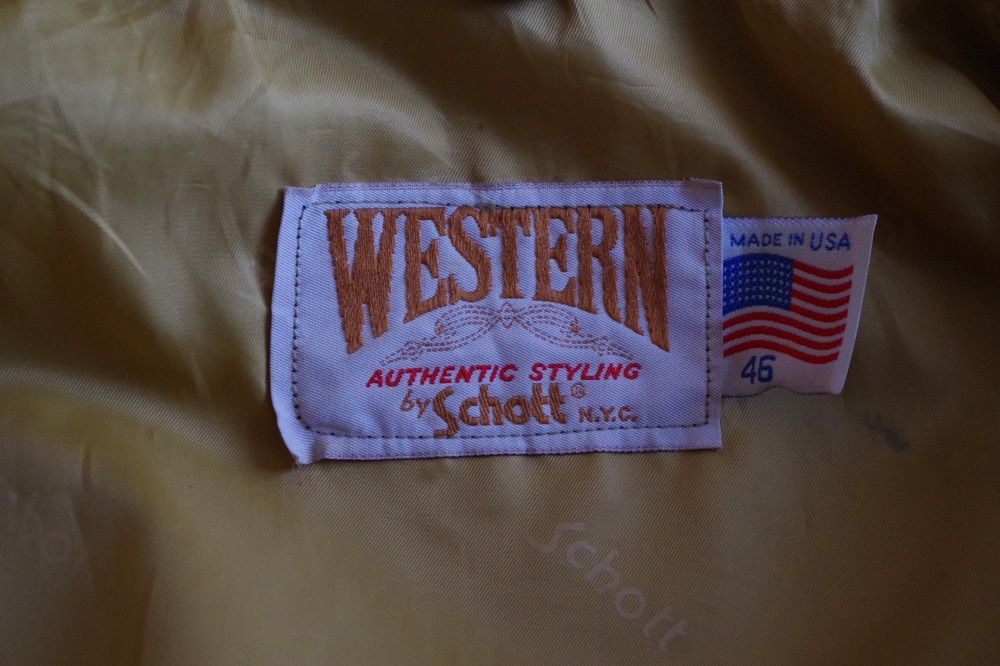 WESTERN
AUTHENTIC STYLING
by Schott® N.Y.C.
MADE IN USA
46
Schott